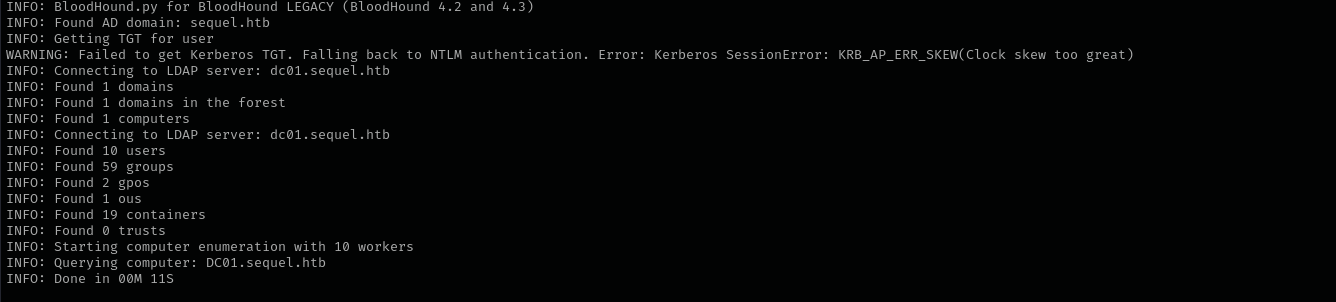 INFO: BloodHound.py for BloodHound LEGACY (BloodHound 4.2 and 4.3)
INFO: Found AD domain: sequel.htb
INFO: Getting TGT for user
WARNING: Failed to get Kerberos TGT. Falling back to NTLM authentication. Error: Kerberos SessionError: KRB_AP_ERR_SKEW(Clock skew too great)
INFO: Connecting to LDAP server: dc01.sequel.htb
INFO: Found 1 domains
INFO: Found 1 domains in the forest
INFO: Found 1 computers
INFO: Connecting to LDAP server: dc01.sequel.htb
INFO: Found 10 users
INFO: Found 59 groups
INFO: Found 2 gpos
INFO: Found 1 ous
INFO: Found 19 containers
INFO: Found 0 trusts
INFO: Starting computer enumeration with 10 workers
INFO: Querying computer: DC01.sequel.htb
INFO: Done in 00M 11S